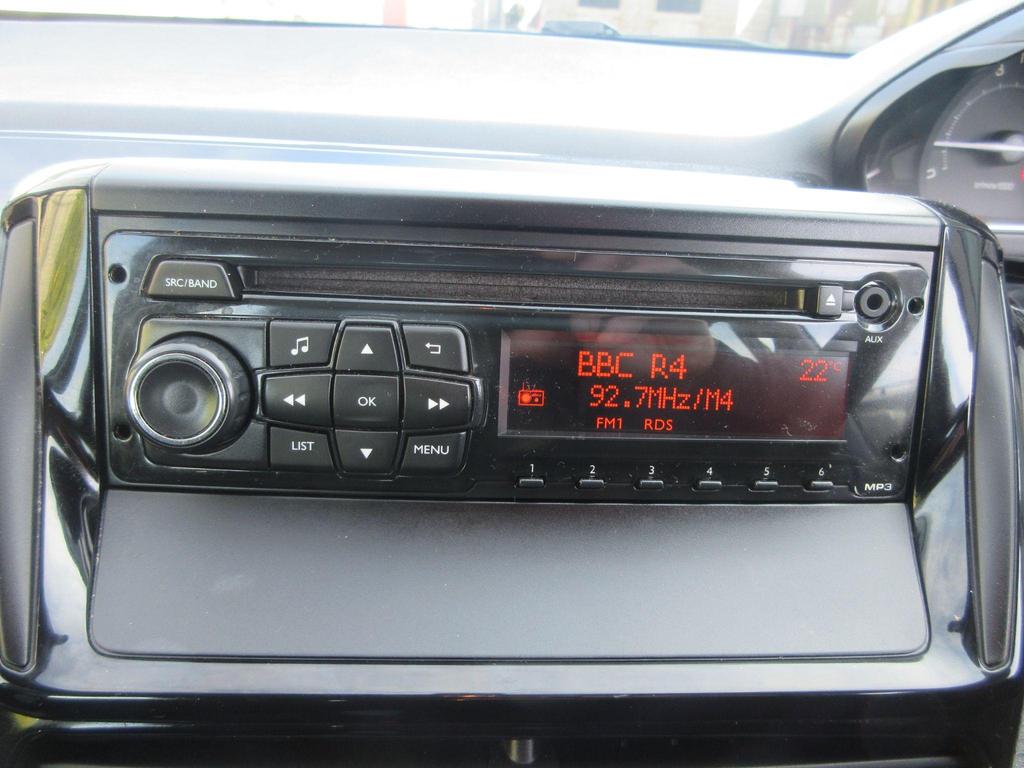 3
SRC/BAND
AUX
BBC R4
22°C
92.7MHz/M4
FM1 RDS
OK
LIST
MENU
1 2 3 4 5 6
MP3